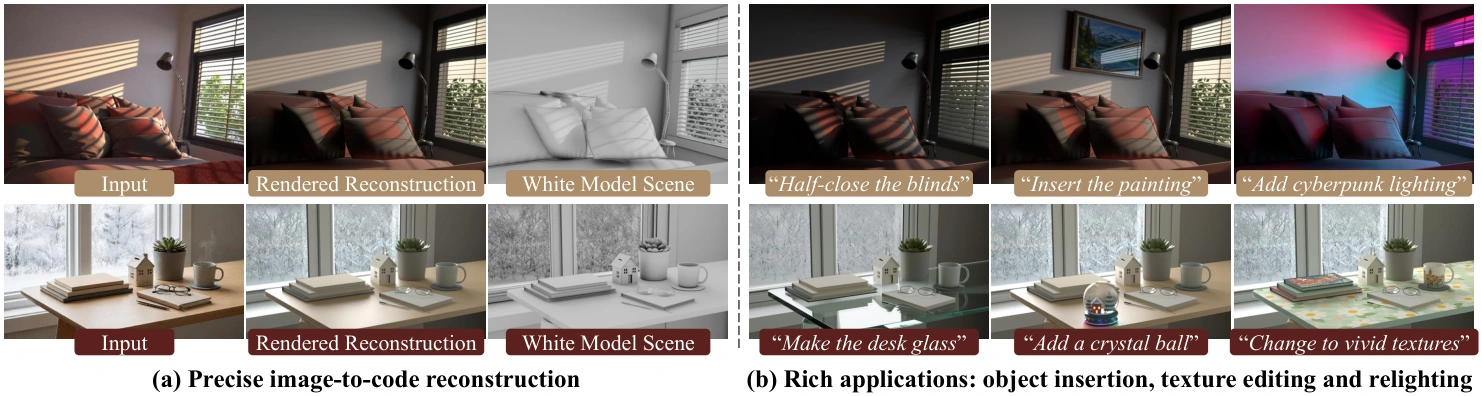 Input
Rendered Reconstruction
White Model Scene
“Half-close the blinds”
“Insert the painting”
“Add cyberpunk lighting”
Input
Rendered Reconstruction
White Model Scene
“Make the desk glass”
“Add a crystal ball”
“Change to vivid textures”
(a) Precise image-to-code reconstruction
(b) Rich applications: object insertion, texture editing and relighting